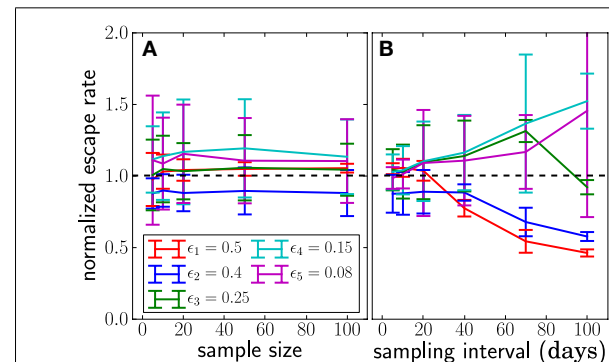 A
B
normalized escape rate
2.0
1.5
1.0
0.5
0.0
ϵ1 = 0.5
ϵ4 = 0.15
ϵ2 = 0.4
ϵ5 = 0.08
ϵ3 = 0.25
0 20 40 60 80 100
0 20 40 60 80 100
sample size
sampling interval (days)